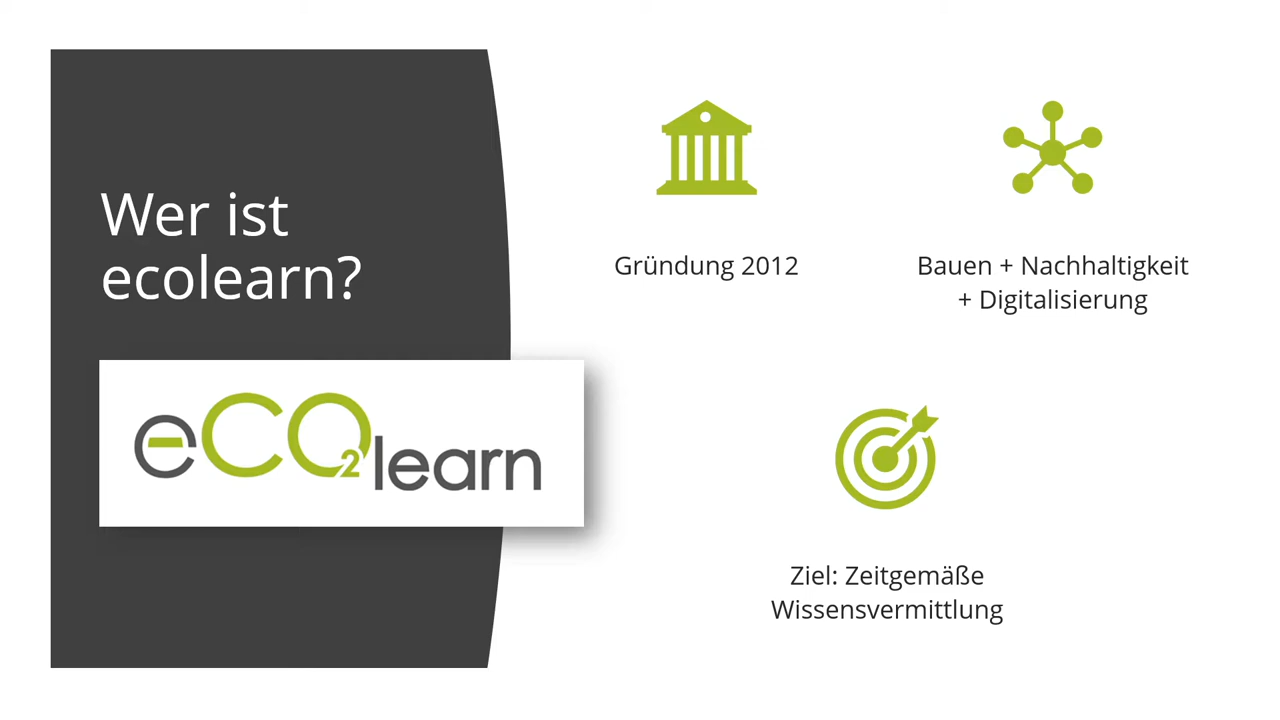 Wer ist
ecolearn?
eCO2learn
Gründung 2012
Bauen + Nachhaltigkeit
+ Digitalisierung
Ziel: Zeitgemäße
Wissensvermittlung